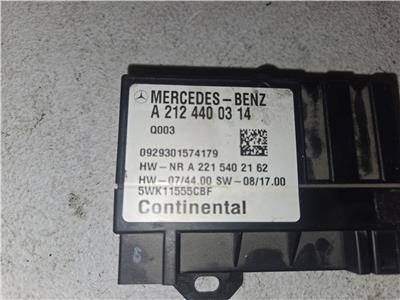 MERCEDES-BENZ
A 212 440 03 14
Q003
0929301574179
HW-NR A 221 540 21 62
HW-07/44.00 SW-08/17.00
5WK11555CBF
Continental